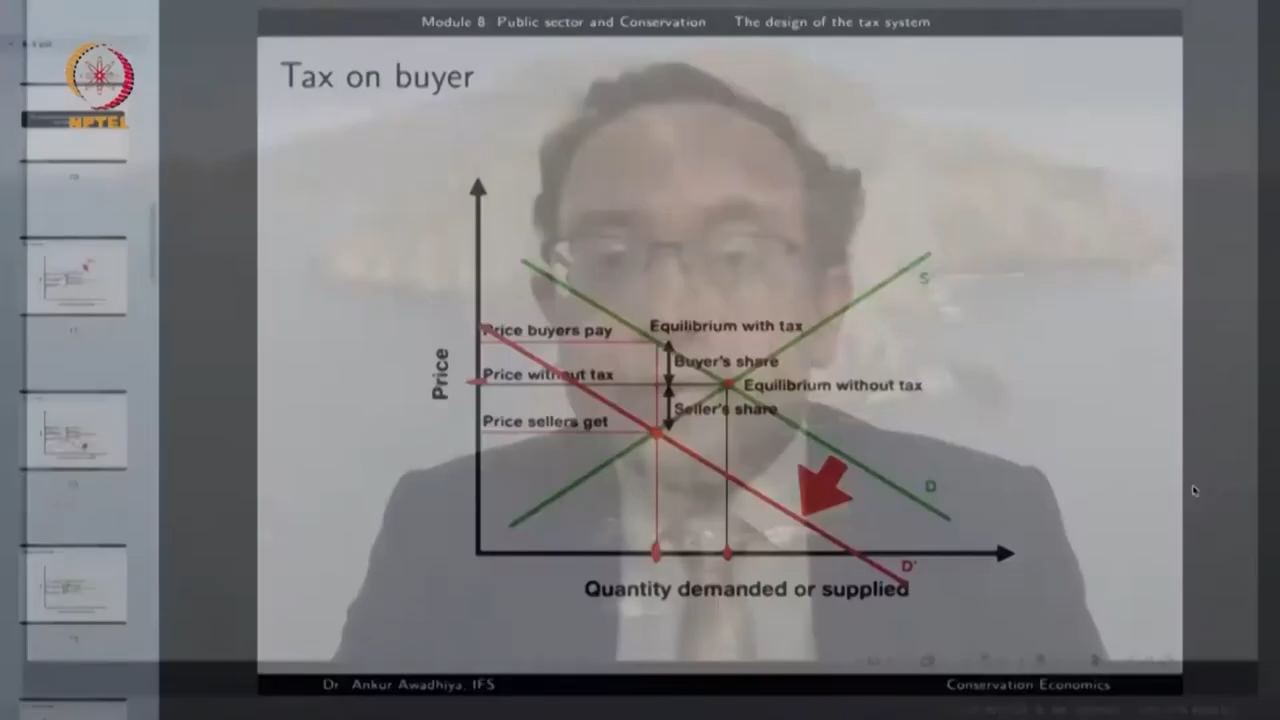 Module 8 Public sector and Conservation The design of the tax system
NPTEL
Tax on buyer
S
Price buyers pay
Equilibrium with tax
Buyer's share
Price without tax
Equilibrium without tax
Seller's share
Price sellers get
Price
D
D'
Quantity demanded or supplied
Dr. Ankur Awadhiya, IFS
Conservation Economics